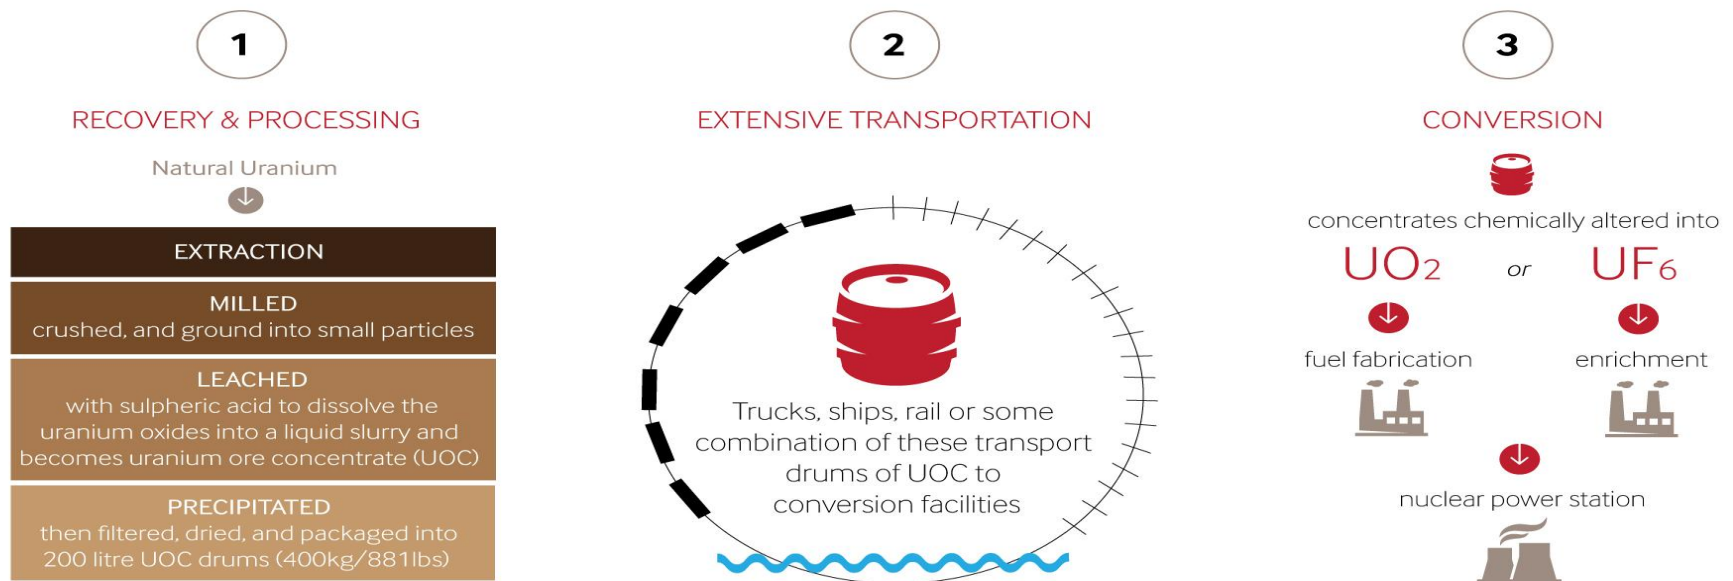 1
RECOVERY & PROCESSING
Natural Uranium
EXTRACTION
MILLED
crushed, and ground into small particles
LEACHED
with sulpheric acid to dissolve the
uranium oxides into a liquid slurry and
becomes uranium ore concentrate (UOC)
PRECIPITATED
then filtered, dried, and packaged into
200 litre UOC drums (400kg/881lbs)
2
EXTENSIVE TRANSPORTATION
Trucks, ships, rail or some
combination of these transport
drums of UOC to
conversion facilities
3
CONVERSION
concentrates chemically altered into
UO2 or UF6
fuel fabrication enrichment
nuclear power station